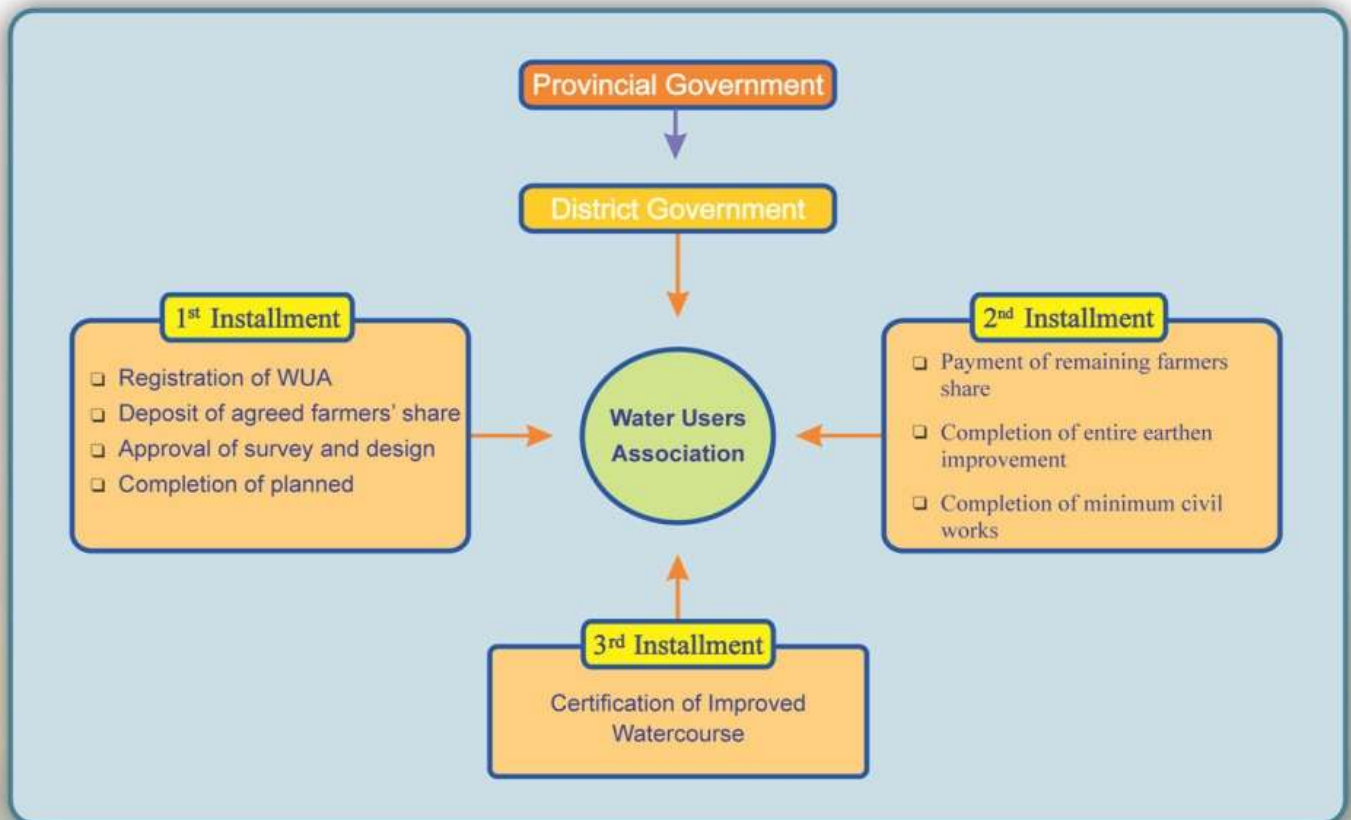 Provincial Government
District Government
1st Installment
❑ Registration of WUA
❑ Deposit of agreed farmers’ share
❑ Approval of survey and design
❑ Completion of planned
Water Users
Association
2nd Installment
❑ Payment of remaining farmers
share
❑ Completion of entire earthen
improvement
❑ Completion of minimum civil
works
3rd Installment
Certification of Improved
Watercourse